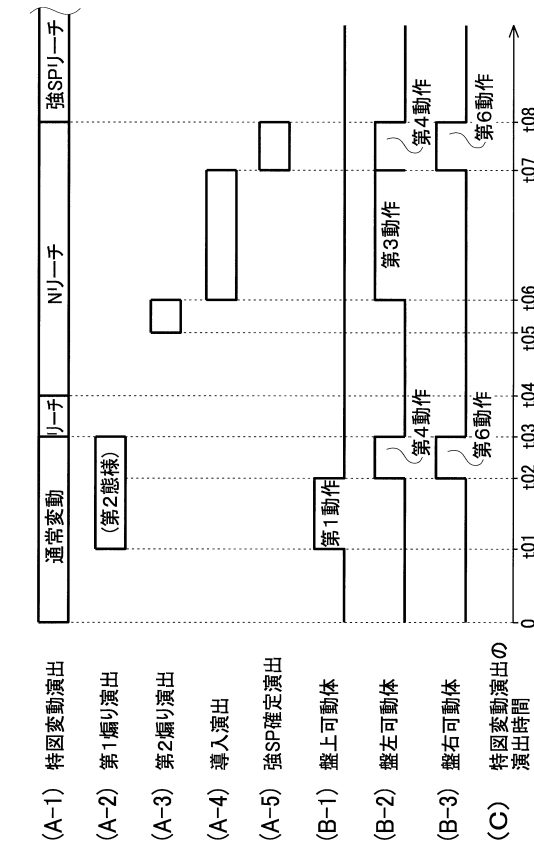 (A-1) 特図変動演出
通常変動
リーチ
Nリーチ
強SPリーチ
(A-2) 第1煽り演出
(第2態様)
(A-3) 第2煽り演出
(A-4) 導入演出
(A-5) 強SP確定演出
(B-1) 盤上可動体
第1動作
(B-2) 盤左可動体
第4動作
第3動作
第4動作
(B-3) 盤右可動体
第6動作
第6動作
(C) 特図変動演出の
演出時間
0
t01
t02
t03
t04
t05
t06
t07
t08